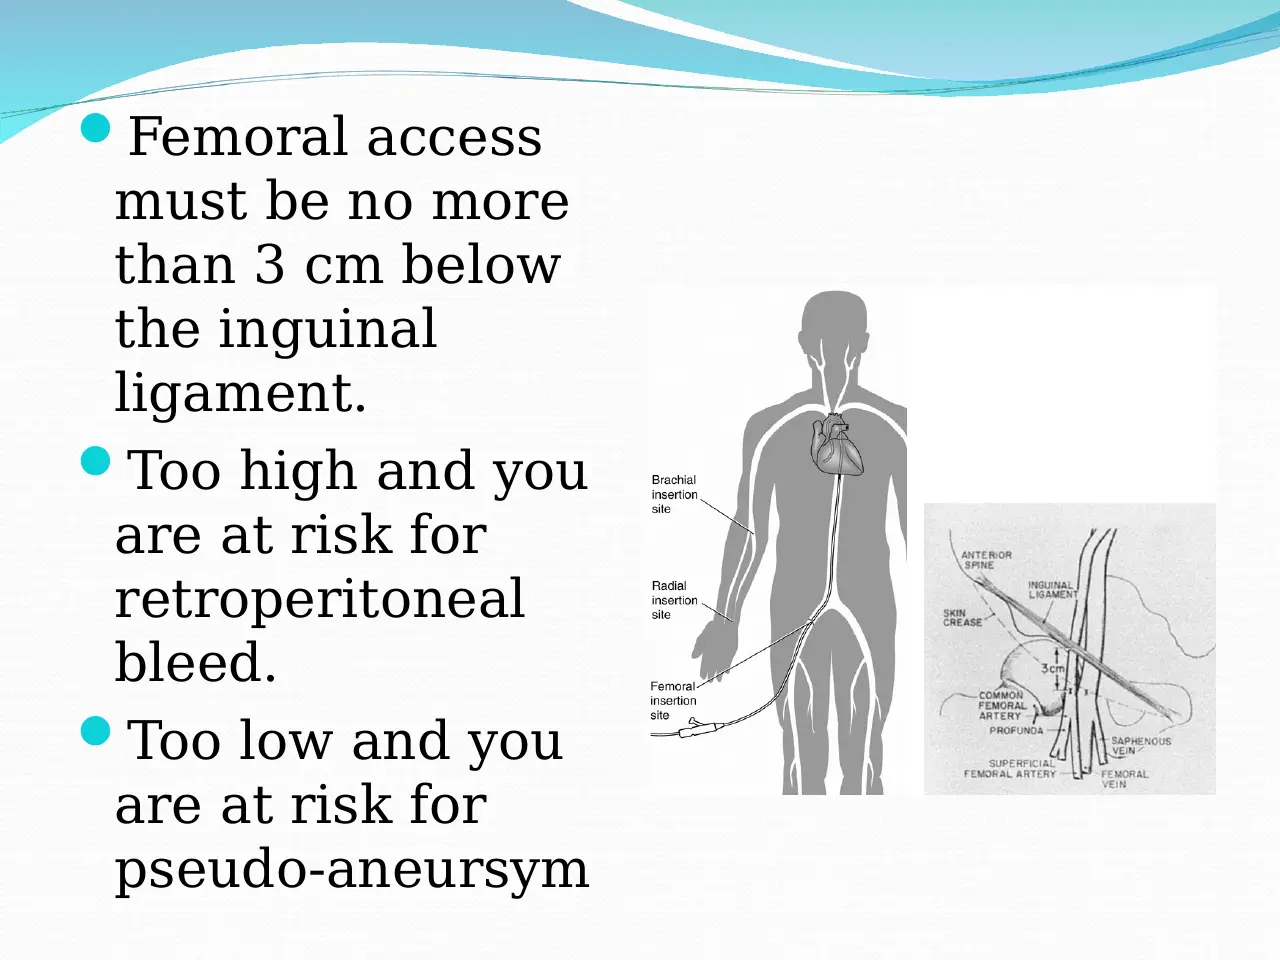 Femoral access
must be no more
than 3 cm below
the inguinal
ligament.
Too high and you
are at risk for
retroperitoneal
bleed.
Too low and you
are at risk for
pseudo-aneursym
Brachial
insertion
site
Radial
insertion
site
Femoral
insertion
site
ANTERIOR
SPINE
INGUINAL
LIGAMENT
SKIN
CREASE
3cm
x x
COMMON
FEMORAL
ARTERY
PROFUNDA
SAPHENOUS
VEIN
SUPERFICIAL
FEMORAL ARTERY
FEMORAL
VEIN